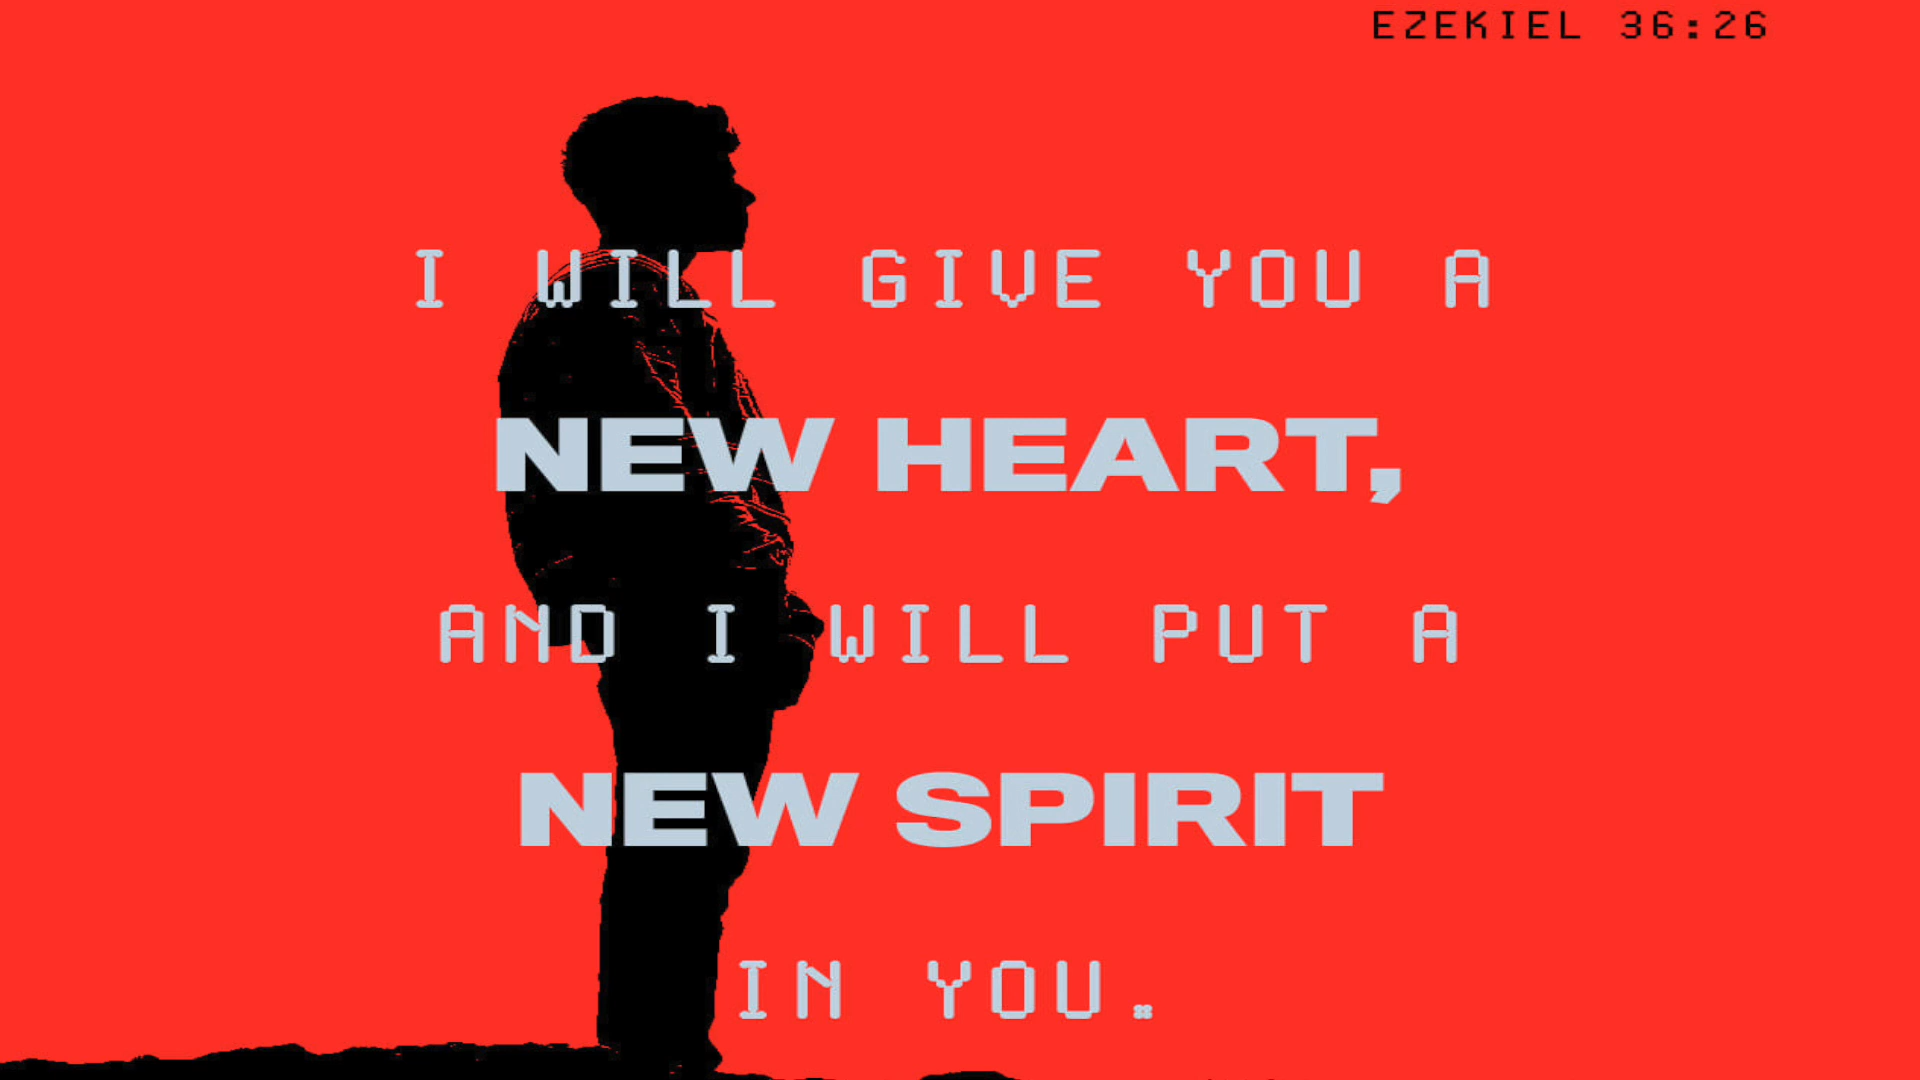 EZEKIEL 36:26
I WILL GIVE YOU A
NEW HEART,
AND I WILL PUT A
NEW SPIRIT
IN YOU.